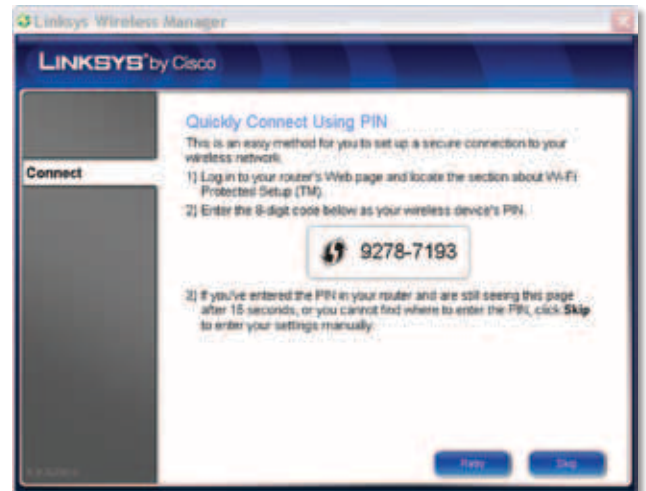 Linksys Wireless Manager
LINKSYS by Cisco
Quickly Connect Using PIN
This is an easy method for you to set up a secure connection to your
wireless network.
Connect
1) Log in to your router's Web page and locate the section about Wi-Fi
Protected Setup (TM).
2) Enter the 8-digit code below as your wireless device's PIN.
9278-7193
3) If you've entered the PIN in your router and are still seeing this page
after 15 seconds, or you cannot find where to enter the PIN, click Skip
to enter your settings manually.
Retry
Skip